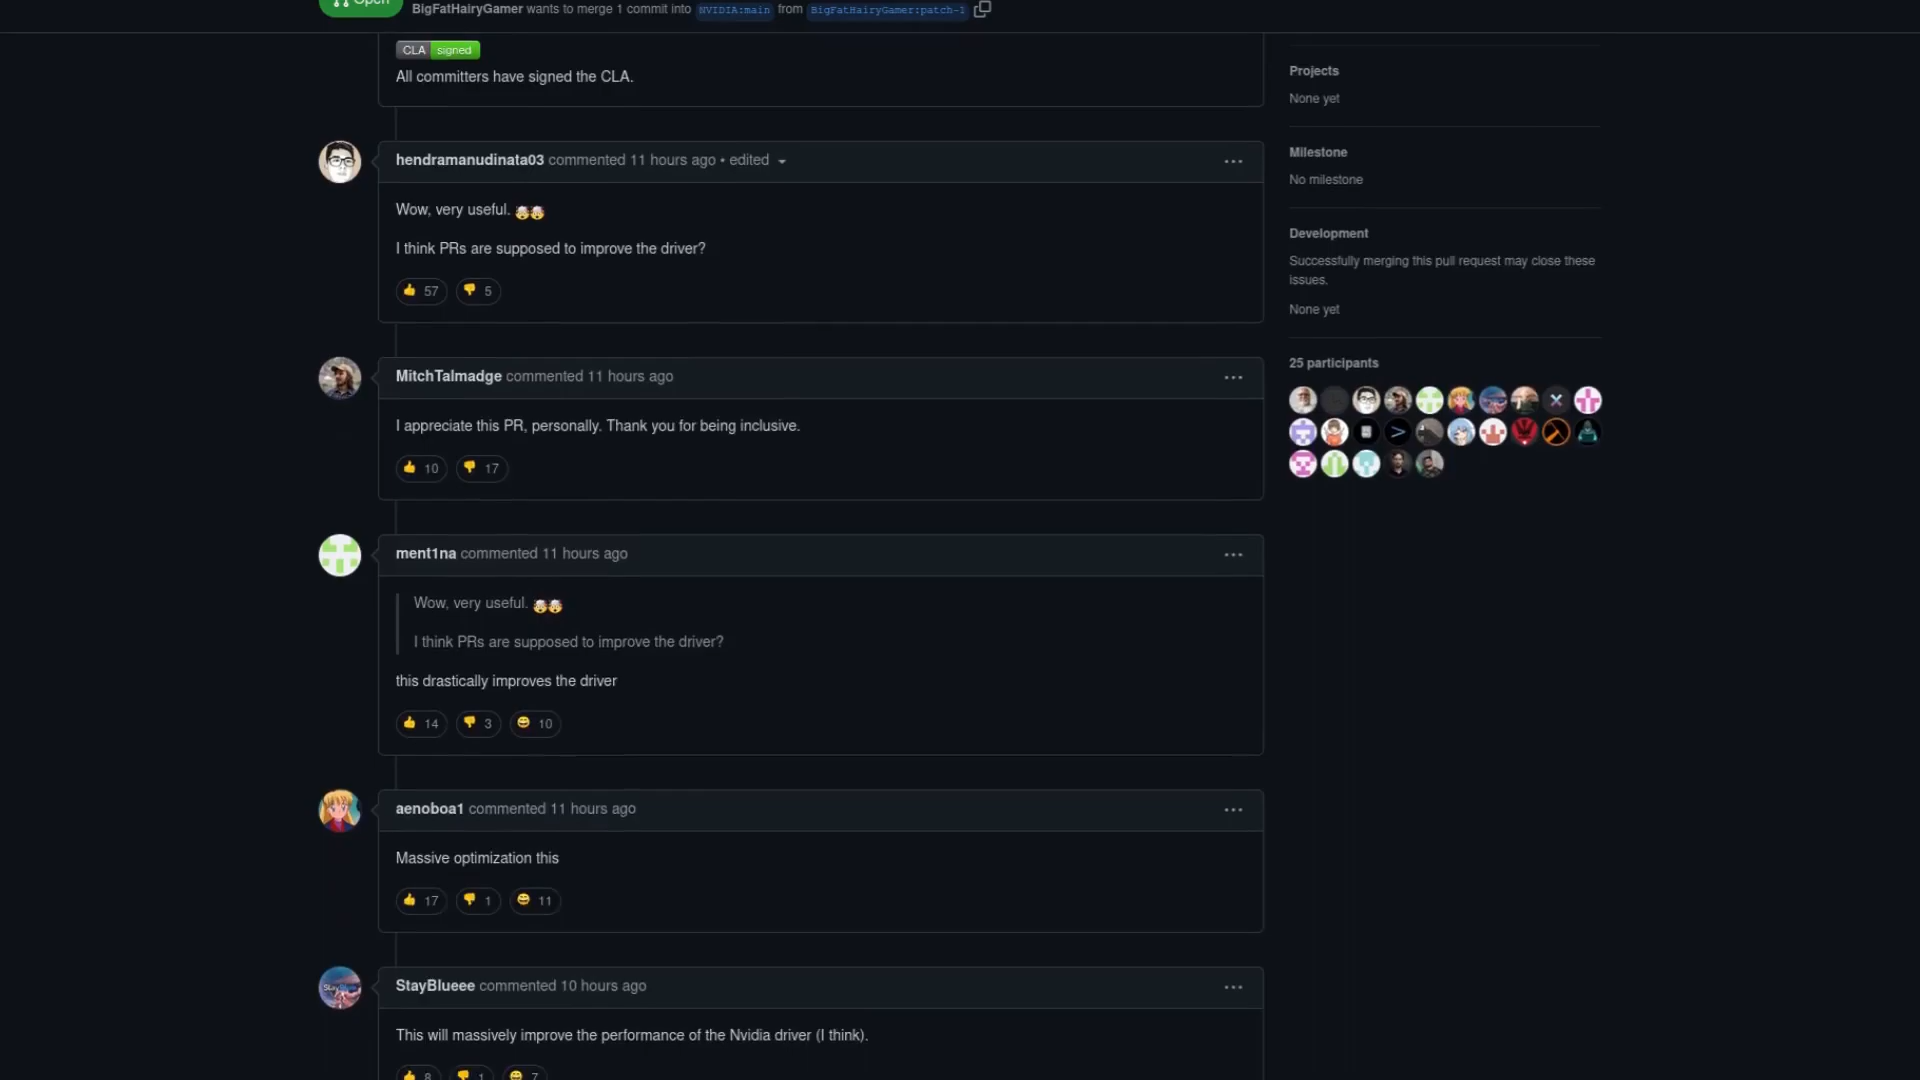 Open
BigFatHairyGamer wants to merge 1 commit into NVIDIA:main from BigFatHairyGamer:patch-1
CLA signed
All committers have signed the CLA.
hendramanudinata03 commented 11 hours ago • edited
Wow, very useful. 🤯🤯
I think PRs are supposed to improve the driver?
👍 57 👎 5
MitchTalmadge commented 11 hours ago
I appreciate this PR, personally. Thank you for being inclusive.
👍 10 👎 17
ment1na commented 11 hours ago
Wow, very useful. 🤯🤯
I think PRs are supposed to improve the driver?
this drastically improves the driver
👍 14 👎 3 😄 10
aenoboa1 commented 11 hours ago
Massive optimization this
👍 17 👎 1 😄 11
StayBlueee commented 10 hours ago
This will massively improve the performance of the Nvidia driver (I think).
👍 8 👎 1 😄 7
Projects
None yet
Milestone
No milestone
Development
Successfully merging this pull request may close these
issues.
None yet
25 participants